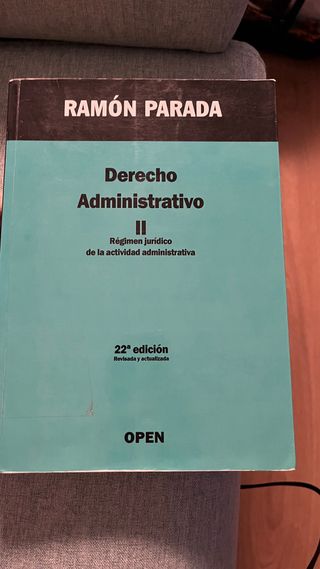 RAMÓN PARADA
Derecho
Administrativo
II
Régimen jurídico
de la actividad administrativa
22ª edición
Revisada y actualizada
OPEN